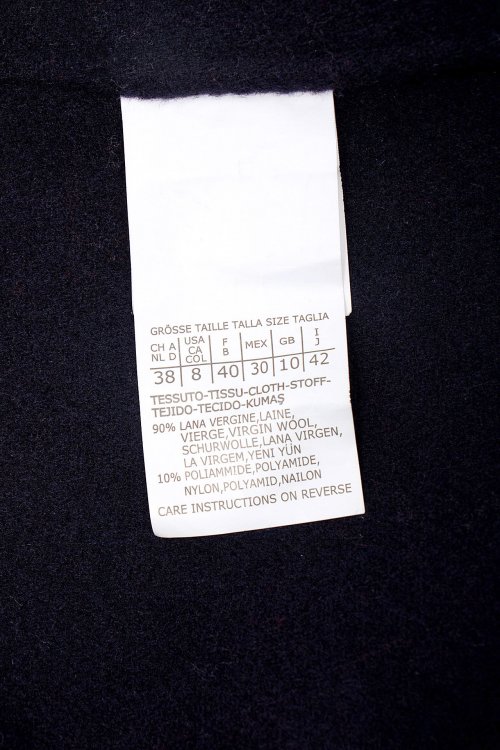 GRÖSSE TAILLE TALLA SIZE TAGLIA
CH A NL D | USA CA COL | F B | MEX | GB | I J
38 | 8 | 40 | 30 | 10 | 42
TESSUTO-TISSU-CLOTH-STOFF-
TEJIDO-TECIDO-KUMAŞ
90% LANA VERGINE,LAINE,
VIERGE,VIRGIN WOOL,
SCHURWOLLE,LANA VIRGEN,
LA VIRGEM,YENI YÜN
10% POLIAMMIDE,POLYAMIDE,
NYLON,POLYAMID,NAILON
CARE INSTRUCTIONS ON REVERSE